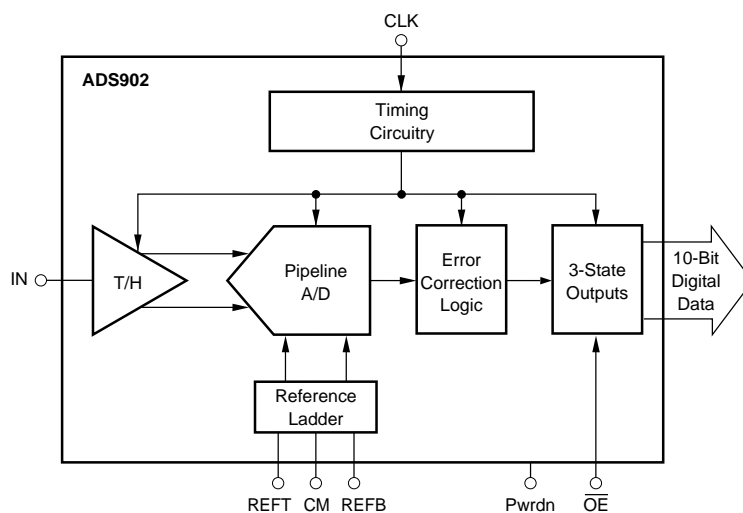 CLK
ADS902
Timing
Circuitry
IN
T/H
Pipeline
A/D
Error
Correction
Logic
3-State
Outputs
10-Bit
Digital
Data
Reference
Ladder
REFT
CM
REFB
Pwrdn
O̅E̅